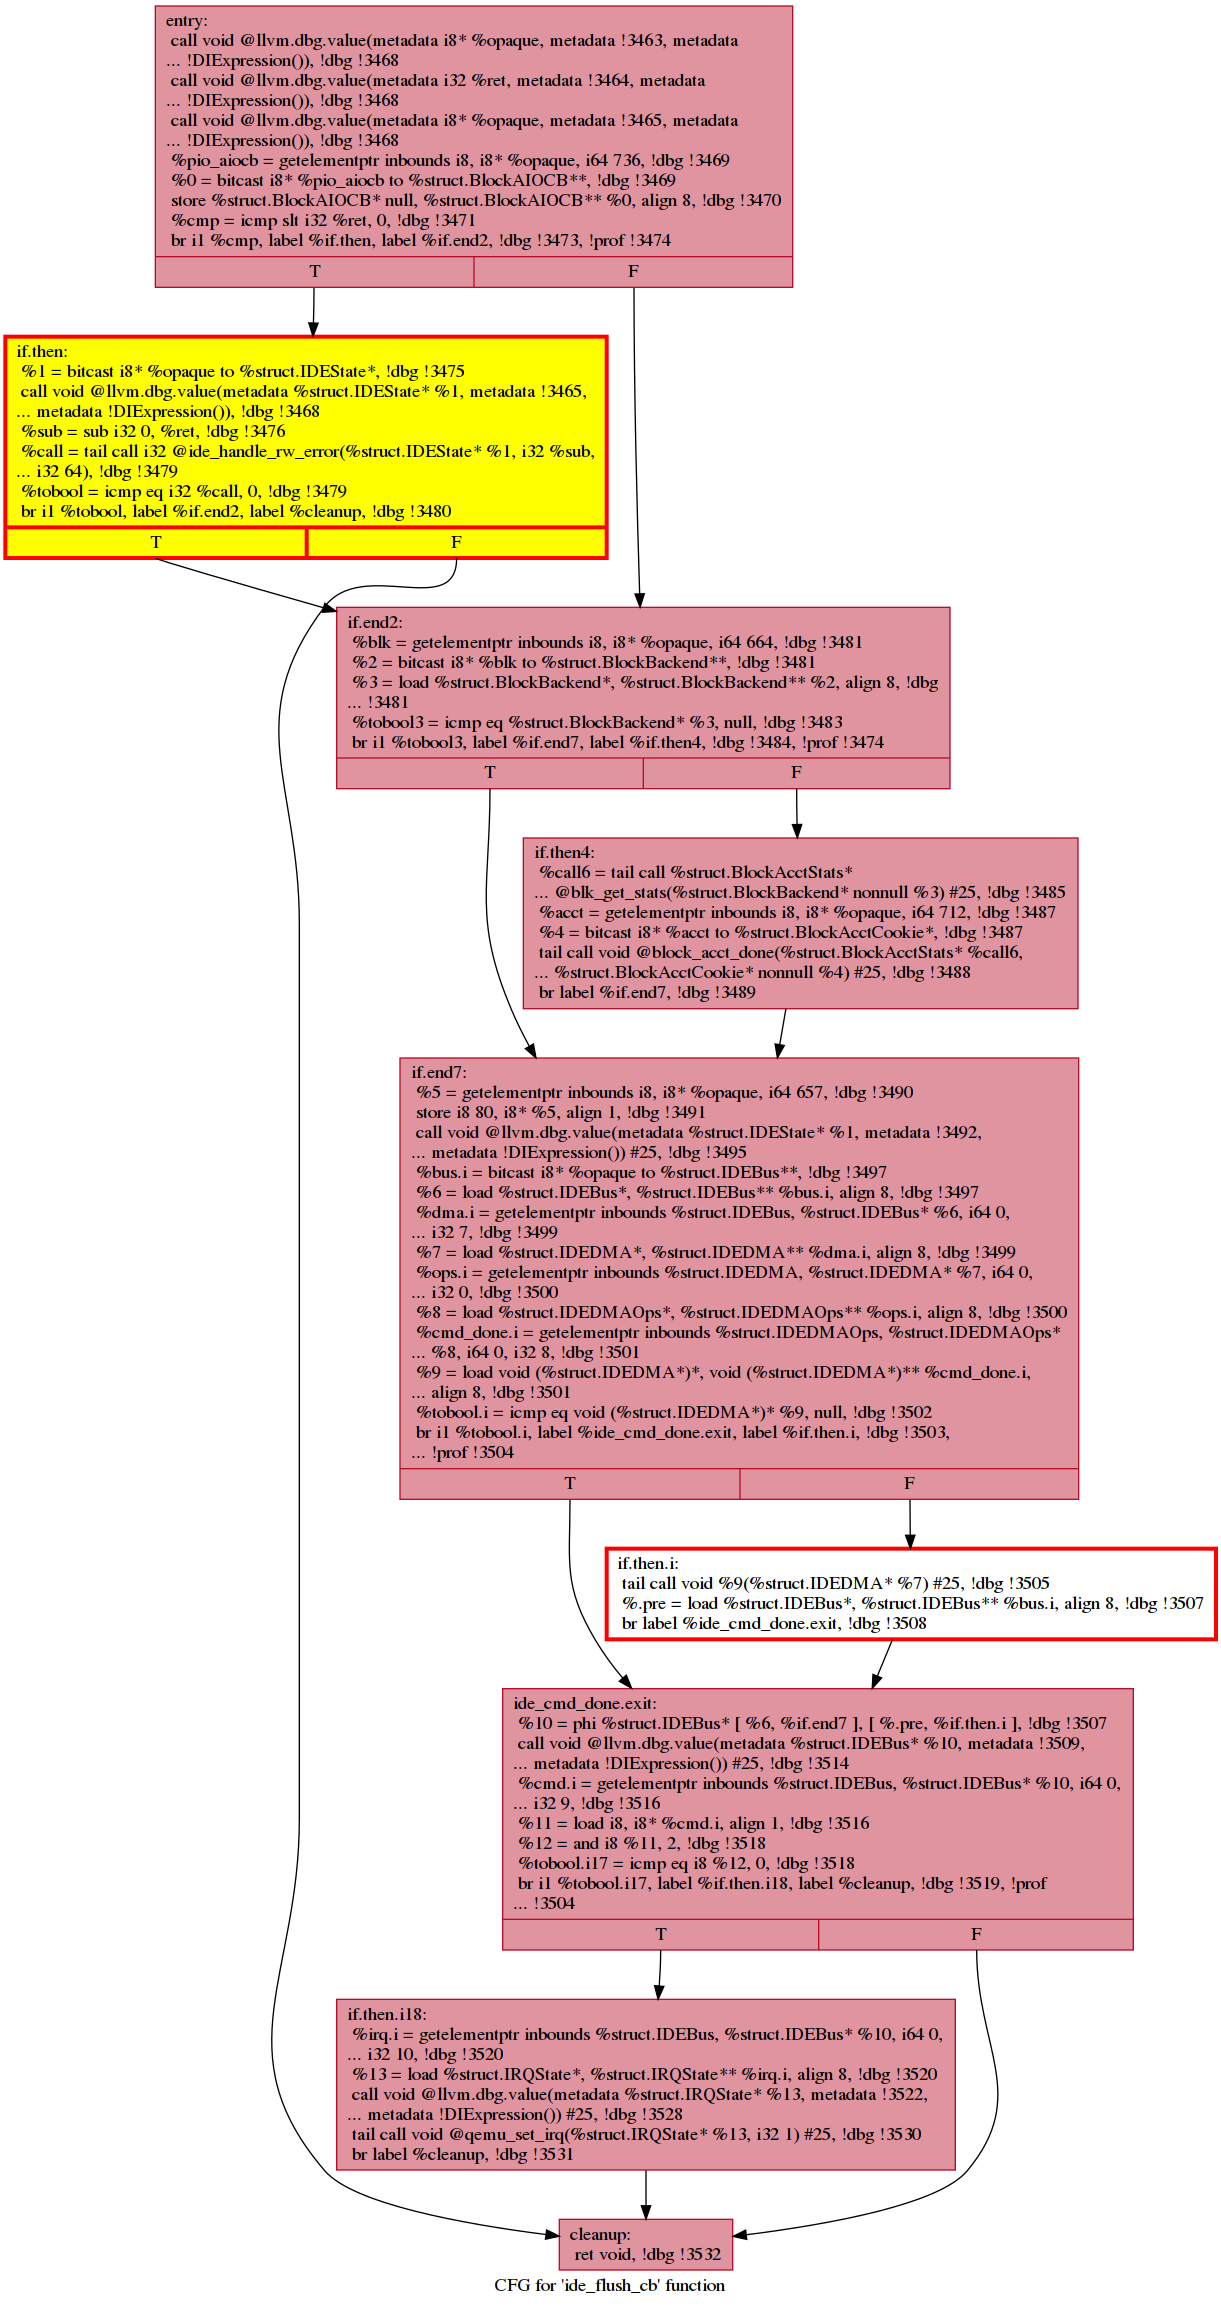 entry:
call void @llvm.dbg.value(metadata i8* %opaque, metadata !3463, metadata
... !DIExpression()), !dbg !3468
call void @llvm.dbg.value(metadata i32 %ret, metadata !3464, metadata
... !DIExpression()), !dbg !3468
call void @llvm.dbg.value(metadata i8* %opaque, metadata !3465, metadata
... !DIExpression()), !dbg !3468
%pio_aiocb = getelementptr inbounds i8, i8* %opaque, i64 736, !dbg !3469
%0 = bitcast i8* %pio_aiocb to %struct.BlockAIOCB**, !dbg !3469
store %struct.BlockAIOCB* null, %struct.BlockAIOCB** %0, align 8, !dbg !3470
%cmp = icmp slt i32 %ret, 0, !dbg !3471
br i1 %cmp, label %if.then, label %if.end2, !dbg !3473, !prof !3474
T
F
if.then:
%1 = bitcast i8* %opaque to %struct.IDEState*, !dbg !3475
call void @llvm.dbg.value(metadata %struct.IDEState* %1, metadata !3465,
... metadata !DIExpression()), !dbg !3468
%sub = sub i32 0, %ret, !dbg !3476
%call = tail call i32 @ide_handle_rw_error(%struct.IDEState* %1, i32 %sub,
... i32 64), !dbg !3479
%tobool = icmp eq i32 %call, 0, !dbg !3479
br i1 %tobool, label %if.end2, label %cleanup, !dbg !3480
T
F
if.end2:
%blk = getelementptr inbounds i8, i8* %opaque, i64 664, !dbg !3481
%2 = bitcast i8* %blk to %struct.BlockBackend**, !dbg !3481
%3 = load %struct.BlockBackend*, %struct.BlockBackend** %2, align 8, !dbg
... !3481
%tobool3 = icmp eq %struct.BlockBackend* %3, null, !dbg !3483
br i1 %tobool3, label %if.end7, label %if.then4, !dbg !3484, !prof !3474
T
F
if.then4:
%call6 = tail call %struct.BlockAcctStats*
... @blk_get_stats(%struct.BlockBackend* nonnull %3) #25, !dbg !3485
%acct = getelementptr inbounds i8, i8* %opaque, i64 712, !dbg !3487
%4 = bitcast i8* %acct to %struct.BlockAcctCookie*, !dbg !3487
tail call void @block_acct_done(%struct.BlockAcctStats* %call6,
... %struct.BlockAcctCookie* nonnull %4) #25, !dbg !3488
br label %if.end7, !dbg !3489
if.end7:
%5 = getelementptr inbounds i8, i8* %opaque, i64 657, !dbg !3490
store i8 80, i8* %5, align 1, !dbg !3491
call void @llvm.dbg.value(metadata %struct.IDEState* %1, metadata !3492,
... metadata !DIExpression()) #25, !dbg !3495
%bus.i = bitcast i8* %opaque to %struct.IDEBus**, !dbg !3497
%6 = load %struct.IDEBus*, %struct.IDEBus** %bus.i, align 8, !dbg !3497
%dma.i = getelementptr inbounds %struct.IDEBus, %struct.IDEBus* %6, i64 0,
... i32 7, !dbg !3499
%7 = load %struct.IDEDMA*, %struct.IDEDMA** %dma.i, align 8, !dbg !3499
%ops.i = getelementptr inbounds %struct.IDEDMA, %struct.IDEDMA* %7, i64 0,
... i32 0, !dbg !3500
%8 = load %struct.IDEDMAOps*, %struct.IDEDMAOps** %ops.i, align 8, !dbg !3500
%cmd_done.i = getelementptr inbounds %struct.IDEDMAOps, %struct.IDEDMAOps*
... %8, i64 0, i32 8, !dbg !3501
%9 = load void (%struct.IDEDMA*)*, void (%struct.IDEDMA*)** %cmd_done.i,
... align 8, !dbg !3501
%tobool.i = icmp eq void (%struct.IDEDMA*)* %9, null, !dbg !3502
br i1 %tobool.i, label %ide_cmd_done.exit, label %if.then.i, !dbg !3503,
... !prof !3504
T
F
if.then.i:
tail call void %9(%struct.IDEDMA* %7) #25, !dbg !3505
%.pre = load %struct.IDEBus*, %struct.IDEBus** %bus.i, align 8, !dbg !3507
br label %ide_cmd_done.exit, !dbg !3508
ide_cmd_done.exit:
%10 = phi %struct.IDEBus* [ %6, %if.end7 ], [ %.pre, %if.then.i ], !dbg !3507
call void @llvm.dbg.value(metadata %struct.IDEBus* %10, metadata !3509,
... metadata !DIExpression()) #25, !dbg !3514
%cmd.i = getelementptr inbounds %struct.IDEBus, %struct.IDEBus* %10, i64 0,
... i32 9, !dbg !3516
%11 = load i8, i8* %cmd.i, align 1, !dbg !3516
%12 = and i8 %11, 2, !dbg !3518
%tobool.i17 = icmp eq i8 %12, 0, !dbg !3518
br i1 %tobool.i17, label %if.then.i18, label %cleanup, !dbg !3519, !prof
... !3504
T
F
if.then.i18:
%irq.i = getelementptr inbounds %struct.IDEBus, %struct.IDEBus* %10, i64 0,
... i32 10, !dbg !3520
%13 = load %struct.IRQState*, %struct.IRQState** %irq.i, align 8, !dbg !3520
call void @llvm.dbg.value(metadata %struct.IRQState* %13, metadata !3522,
... metadata !DIExpression()) #25, !dbg !3528
tail call void @qemu_set_irq(%struct.IRQState* %13, i32 1) #25, !dbg !3530
br label %cleanup, !dbg !3531
cleanup:
ret void, !dbg !3532
CFG for 'ide_flush_cb' function